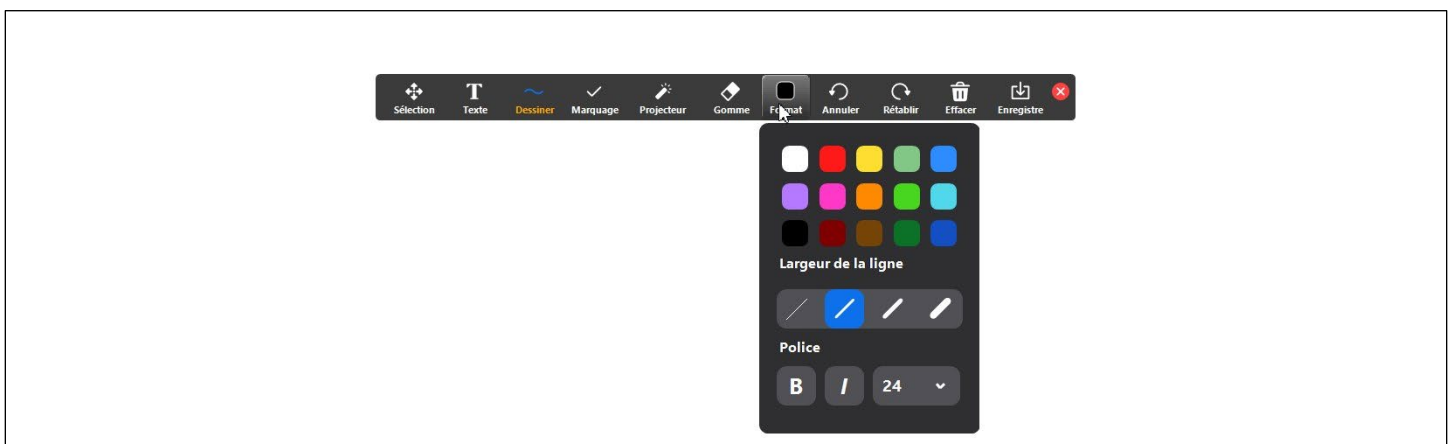 Sélection Texte Dessiner Marquage Projecteur Gomme Format Annuler Rétablir Effacer Enregistre
Largeur de la ligne
Police
B I 24